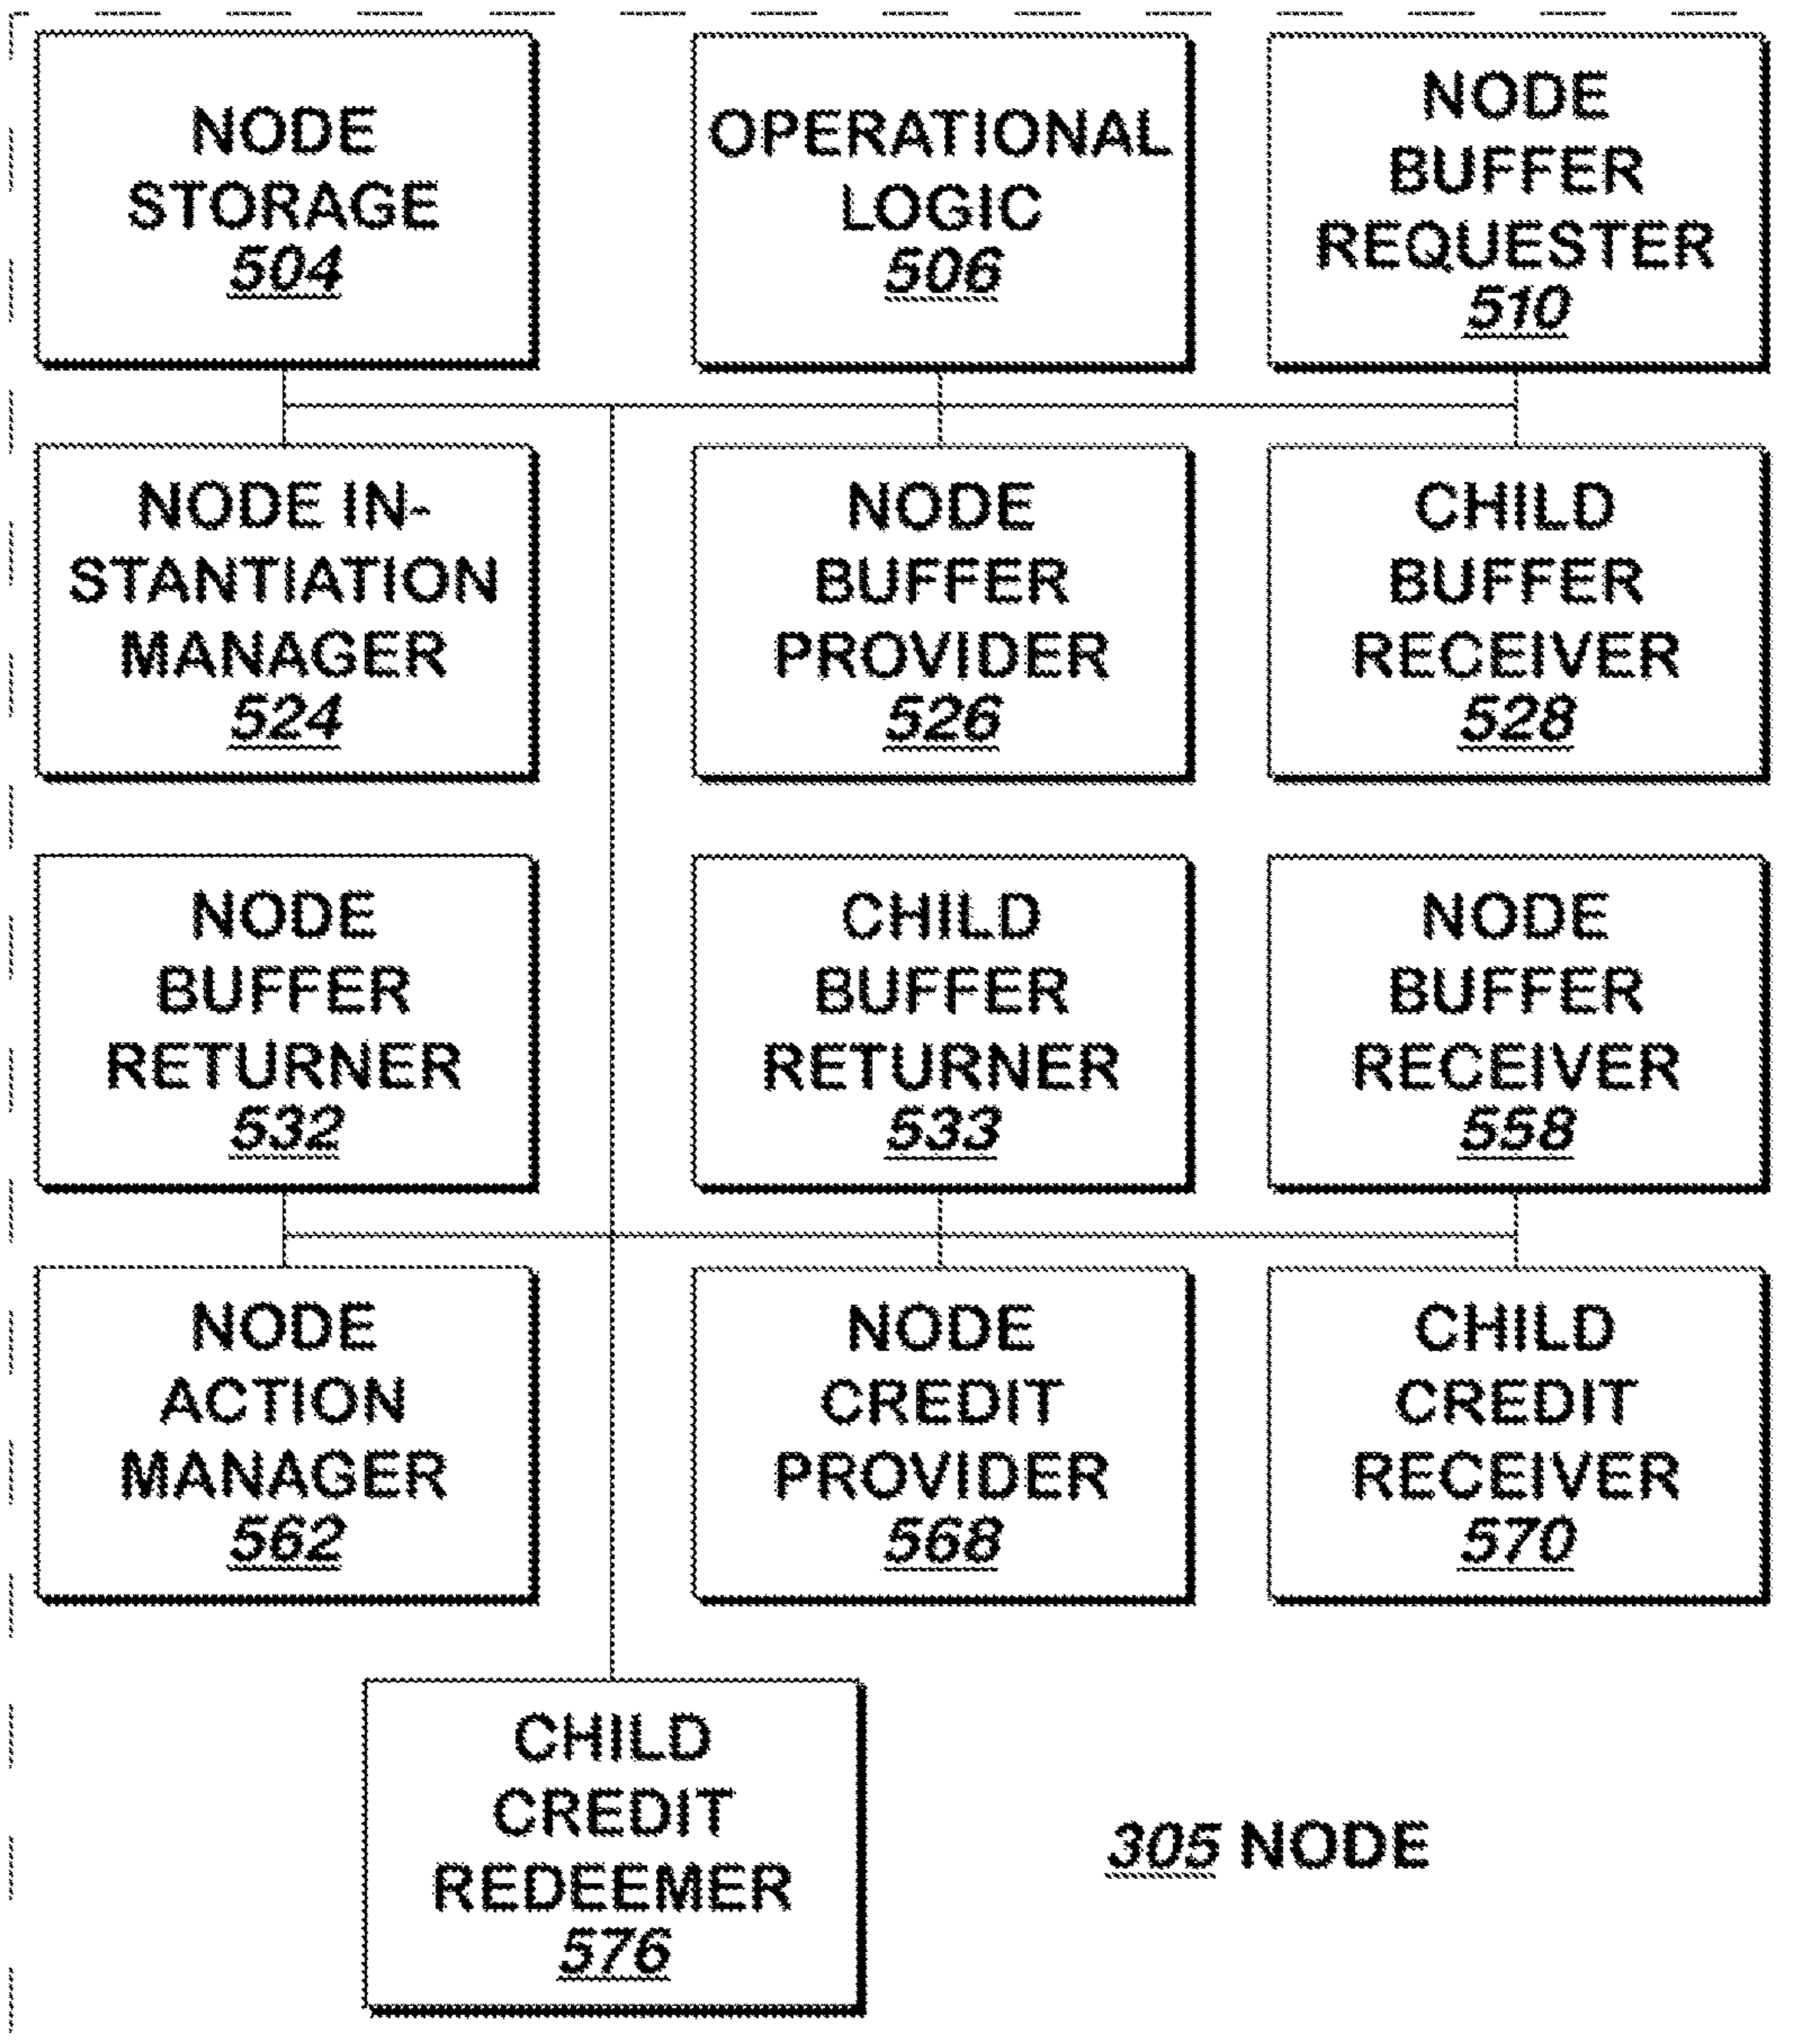 NODE
STORAGE
504
OPERATIONAL
LOGIC
506
NODE
BUFFER
REQUESTER
510
NODE IN-
STANTIATION
MANAGER
524
NODE
BUFFER
PROVIDER
526
CHILD
BUFFER
RECEIVER
528
NODE
BUFFER
RETURNER
532
CHILD
BUFFER
RETURNER
533
NODE
BUFFER
RECEIVER
558
NODE
ACTION
MANAGER
562
NODE
CREDIT
PROVIDER
568
CHILD
CREDIT
RECEIVER
570
CHILD
CREDIT
REDEEMER
576
305 NODE